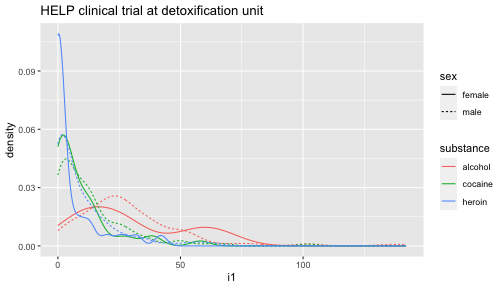 HELP clinical trial at detoxification unit
density
0.09
0.06
0.03
0.00
0
50
100
i1
sex
female
male
substance
alcohol
cocaine
heroin